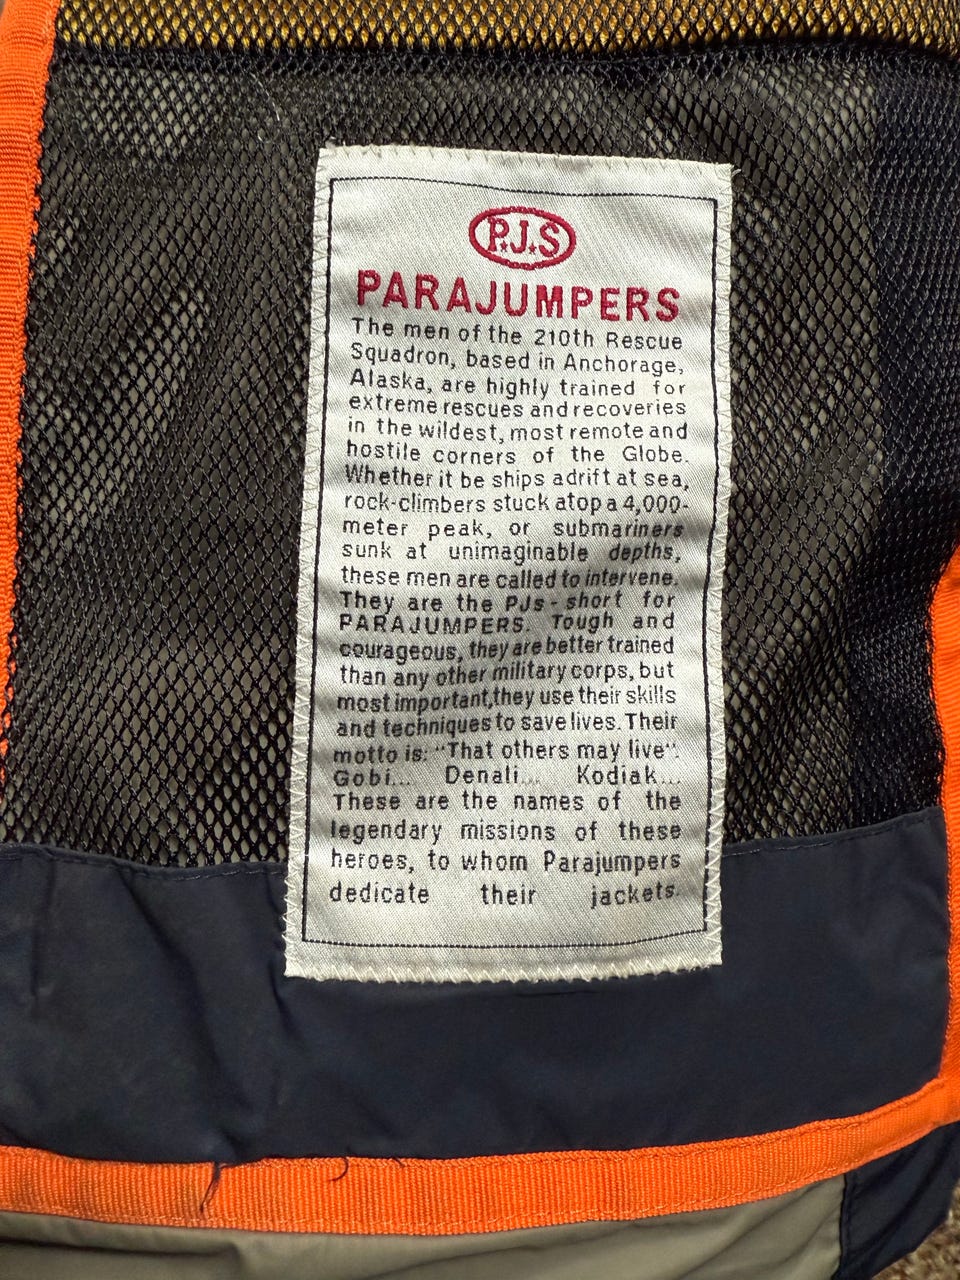 P.J.S
PARAJUMPERS
The men of the 210th Rescue
Squadron, based in Anchorage,
Alaska, are highly trained for
extreme rescues and recoveries
in the wildest, most remote and
hostile corners of the Globe.
Whether it be ships adrift at sea,
rock-climbers stuck atop a 4,000-
meter peak, or submariners
sunk at unimaginable depths,
these men are called to intervene.
They are the PJs - short for
PARAJUMPERS. Tough and
courageous, they are better trained
than any other military corps, but
most important,they use their skills
and techniques to save lives. Their
motto is: "That others may live".
Gobi... Denali... Kodiak...
These are the names of the
legendary missions of these
heroes, to whom Parajumpers
dedicate their jackets.